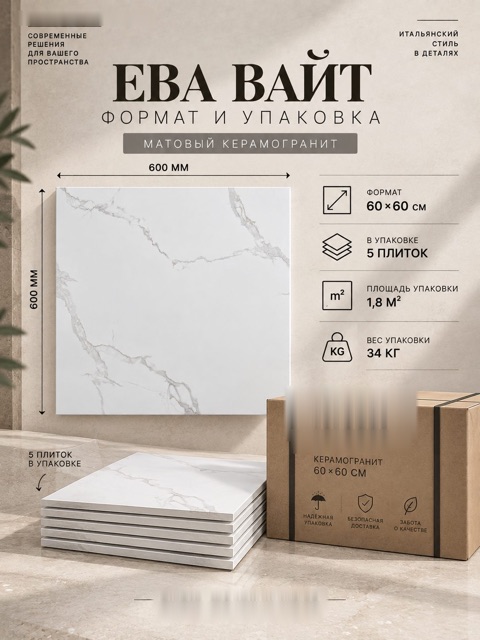 СОВРЕМЕННЫЕ
РЕШЕНИЯ
ДЛЯ ВАШЕГО
ПРОСТРАНСТВА
ИТАЛЬЯНСКИЙ
СТИЛЬ
В ДЕТАЛЯХ
ЕВА ВАЙТ
ФОРМАТ И УПАКОВКА
МАТОВЫЙ КЕРАМОГРАНИТ
600 ММ
600 ММ
ФОРМАТ
60×60 СМ
В УПАКОВКЕ
5 ПЛИТОК
m²
ПЛОЩАДЬ УПАКОВКИ
1,8 М²
KG
ВЕС УПАКОВКИ
34 КГ
5 ПЛИТОК
В УПАКОВКЕ
КЕРАМОГРАНИТ
60×60 СМ
НАДЁЖНАЯ
УПАКОВКА
БЕЗОПАСНАЯ
ДОСТАВКА
ЗАБОТА
О КАЧЕСТВЕ